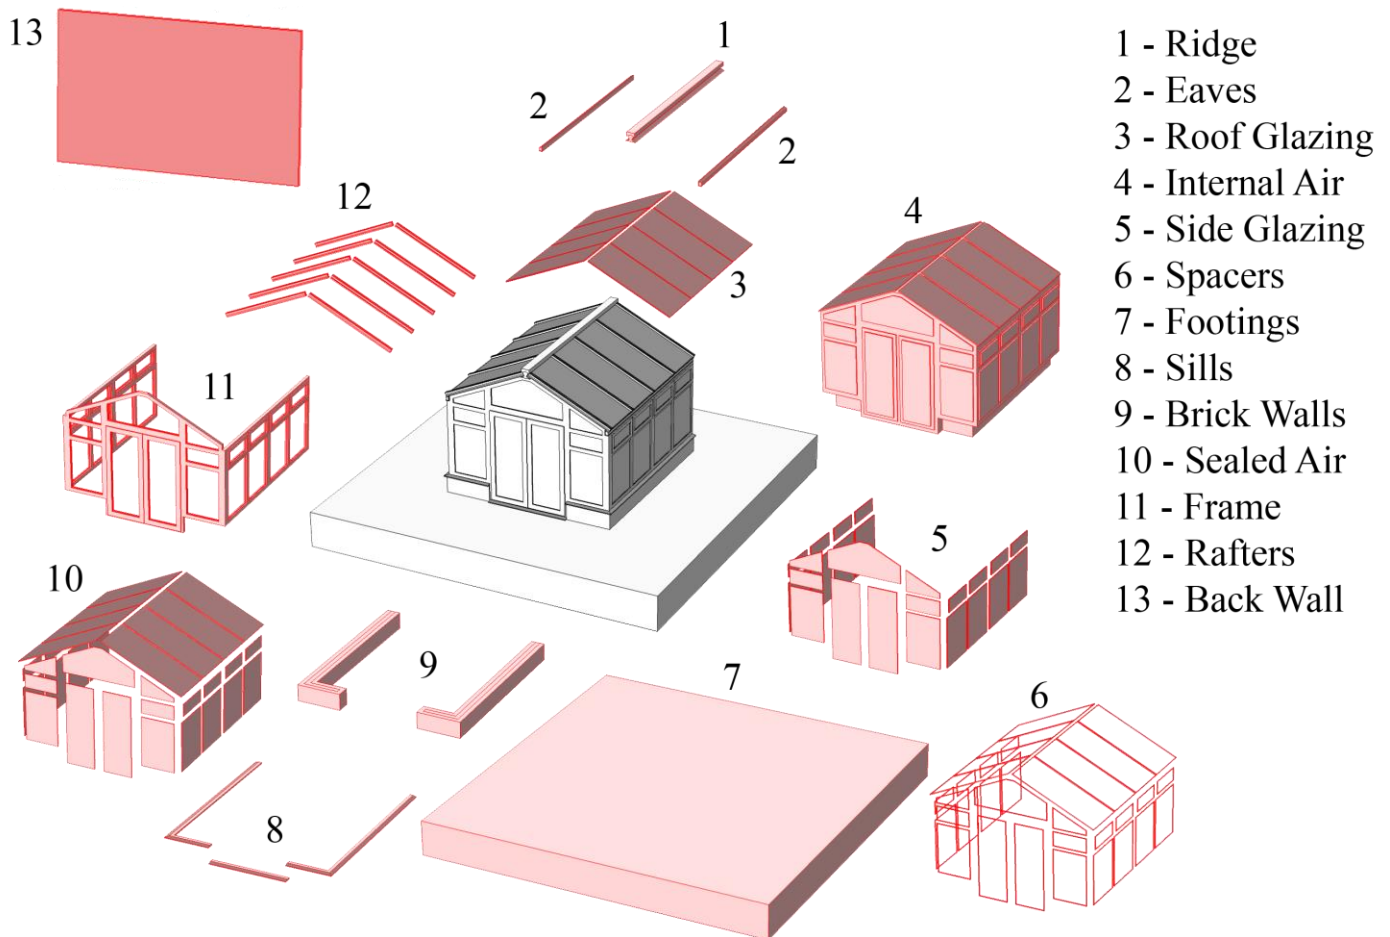 13
1
2
2
12
4
3
11
5
10
9
7
6
8
1 - Ridge
2 - Eaves
3 - Roof Glazing
4 - Internal Air
5 - Side Glazing
6 - Spacers
7 - Footings
8 - Sills
9 - Brick Walls
10 - Sealed Air
11 - Frame
12 - Rafters
13 - Back Wall